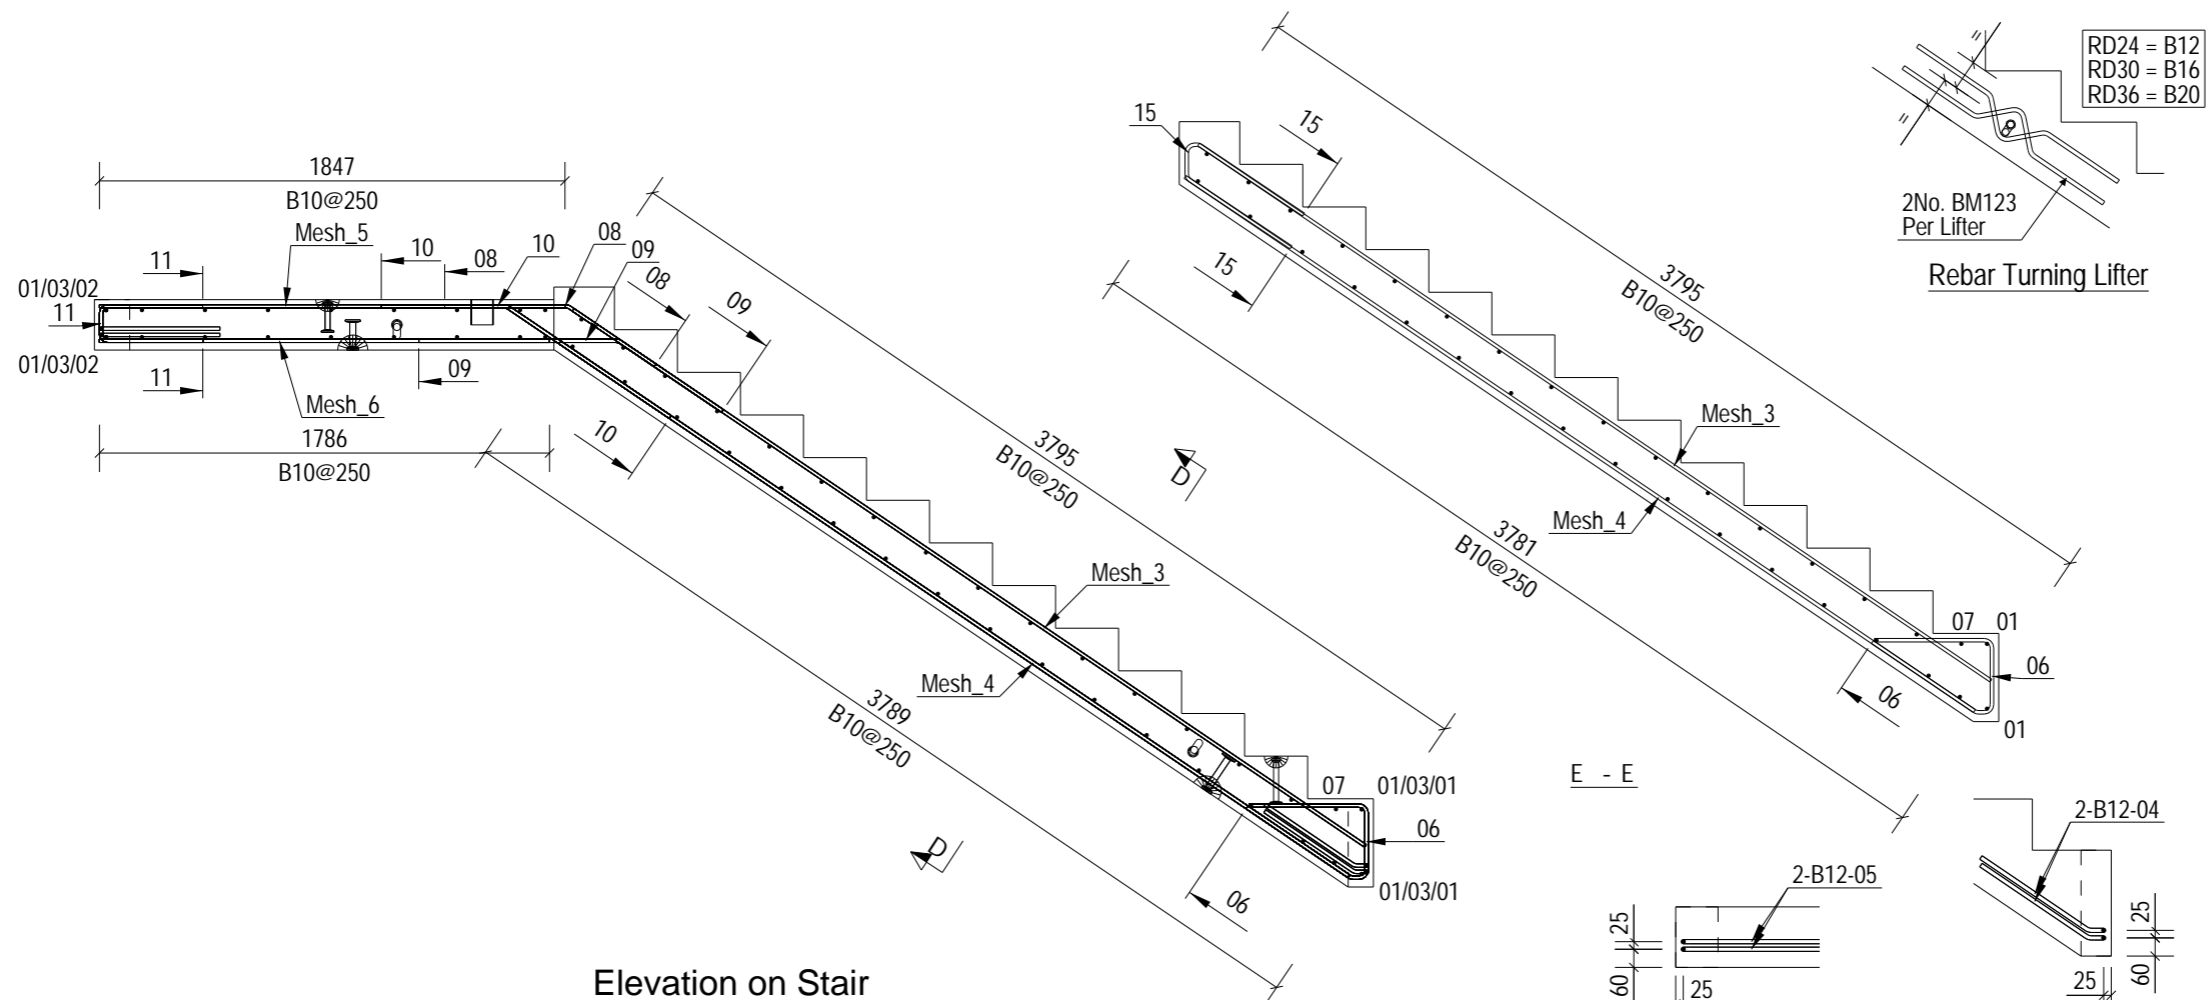 1847
B10@250
Mesh_5
10
08
10
08
09
11
01/03/02
11
01/03/02
11
09
Mesh_6
1786
B10@250
08
09
10
3795
B10@250
Mesh_3
Mesh_4
3789
B10@250
D
D
07
01/03/01
06
01/03/01
06
Elevation on Stair
15
15
15
3795
B10@250
Mesh_3
Mesh_4
3781
B10@250
07
01
06
06
01
E - E
RD24 = B12
RD30 = B16
RD36 = B20
=
=
2No. BM123
Per Lifter
Rebar Turning Lifter
2-B12-05
25
60
25
2-B12-04
25
60
25